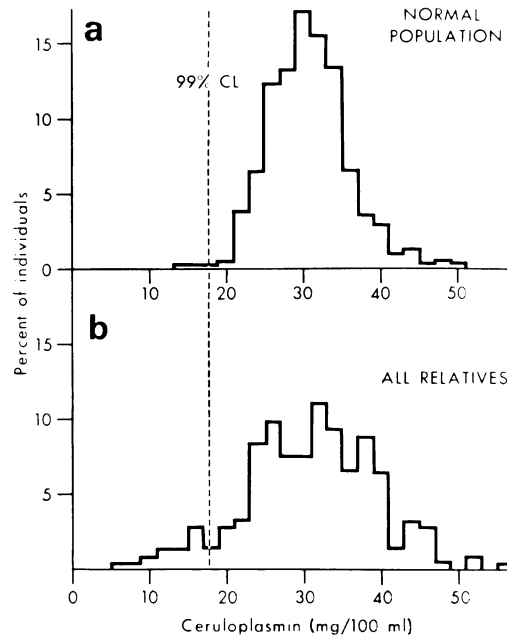 a
NORMAL
POPULATION
99% CL
15
10
5
0
10 20 30 40 50
Percent of individuals
b
ALL RELATIVES
15
10
5
0 10 20 30 40 50
Ceruloplasmin (mg/100 ml)